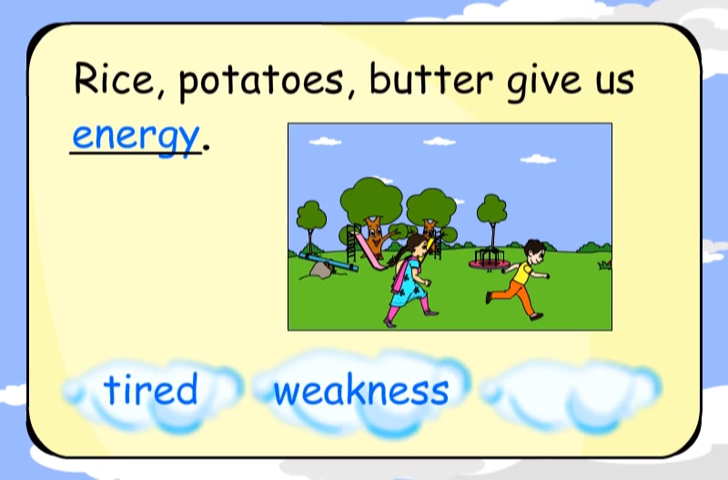 Rice, potatoes, butter give us
energy.
tired weakness